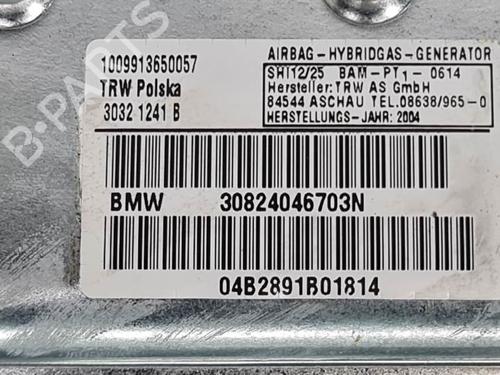 1009913650057
TRW Polska
3032 1241 B
AIRBAG-HYBRIDGAS-GENERATOR
SHI12/25 BAM-PT1-0614
Hersteller:TRW AS GmbH
84544 ASCHAU TEL.08638/965-0
HERSTELLUNGS-JAHR:2004
BMW 30824046703N
04B2891B01814